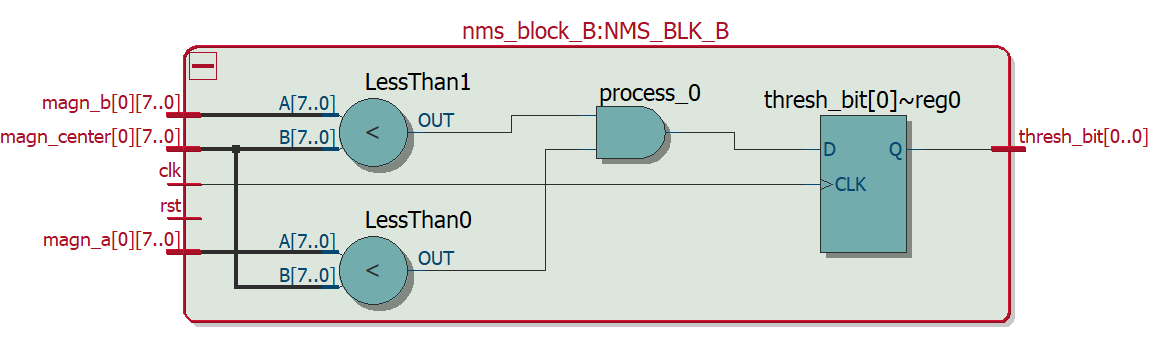 nms_block_B:NMS_BLK_B
LessThan1
process_0
thresh_bit[0]~reg0
magn_b[0][7..0]
A[7..0]
<
OUT
magn_center[0][7..0]
B[7..0]
D
Q
thresh_bit[0..0]
clk
CLK
rst
LessThan0
magn_a[0][7..0]
A[7..0]
<
OUT
B[7..0]